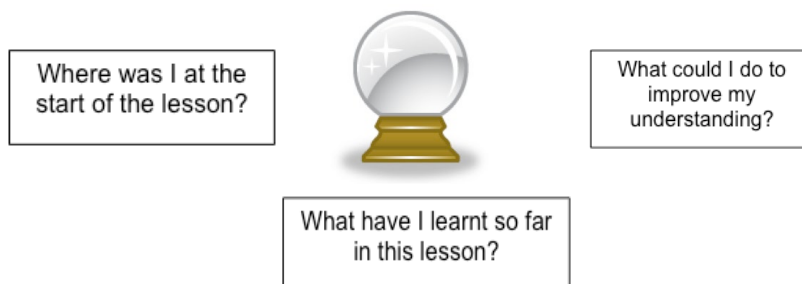 Where was I at the
start of the lesson?
What could I do to
improve my
understanding?
What have I learnt so far
in this lesson?